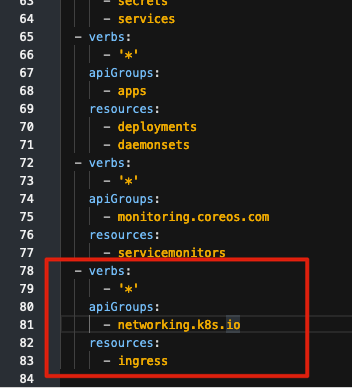 63 - secrets
64 - services
65 - verbs:
66 - '*'
67 apiGroups:
68 - apps
69 resources:
70 - deployments
71 - daemonsets
72 - verbs:
73 - '*'
74 apiGroups:
75 - monitoring.coreos.com
76 resources:
77 - servicemonitors
78 - verbs:
79 - '*'
80 apiGroups:
81 - networking.k8s.io
82 resources:
83 - ingress
84